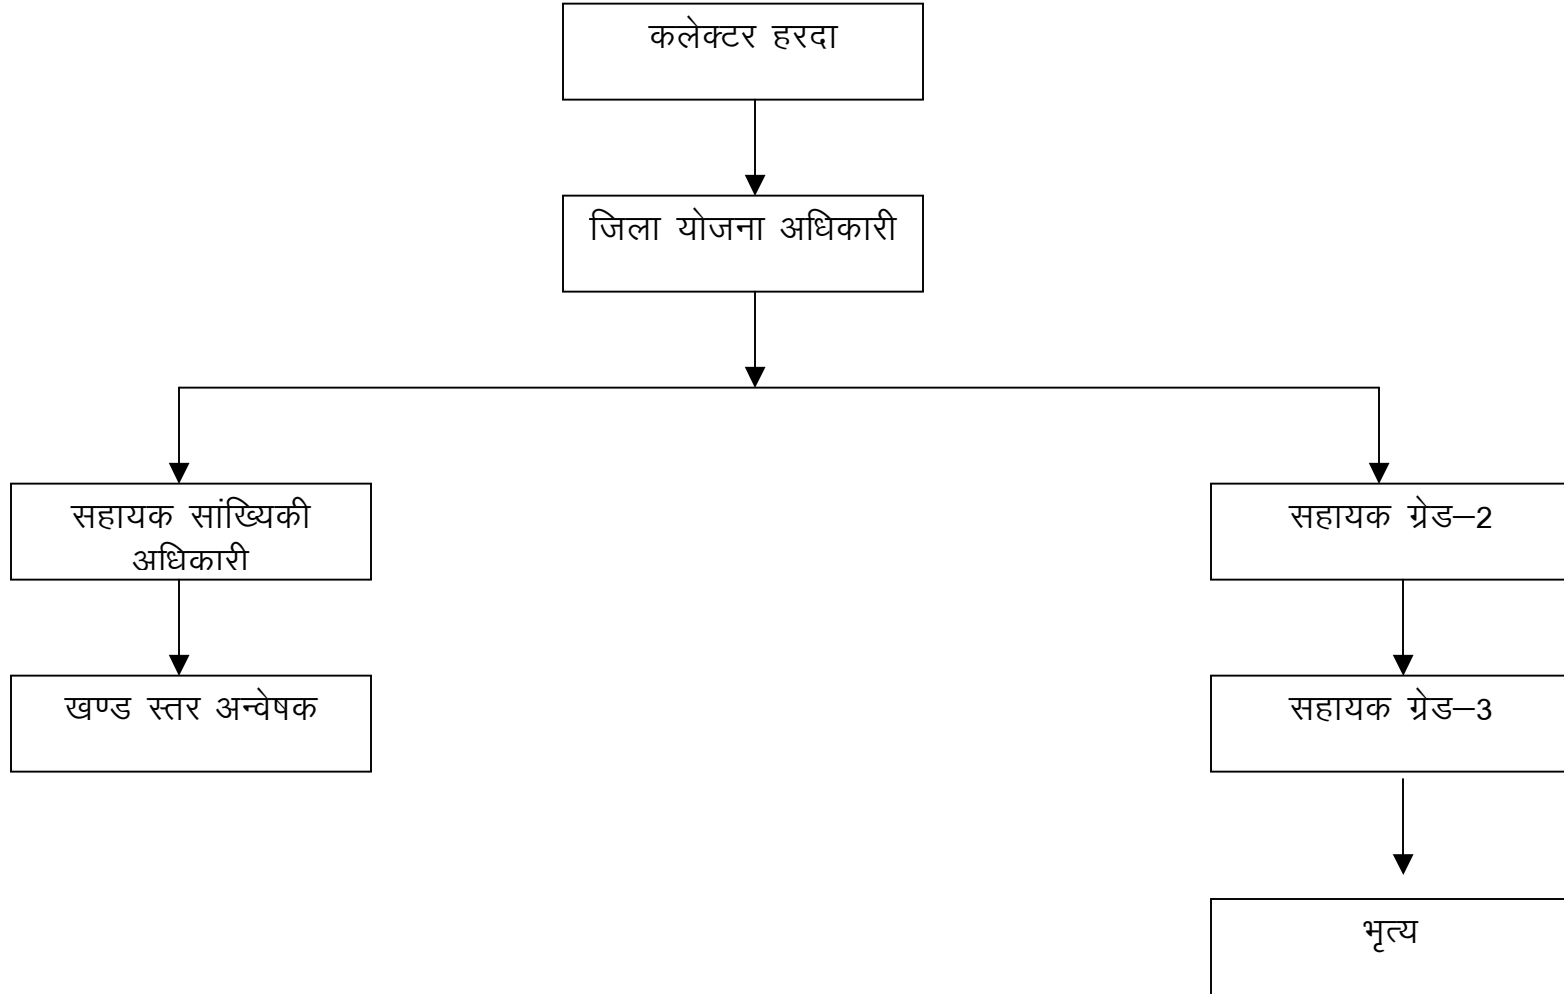 कलेक्टर हरदा
जिला योजना अधिकारी
सहायक सांख्यिकी
अधिकारी
सहायक ग्रेड–2
खण्ड स्तर अन्वेषक
सहायक ग्रेड–3
भृत्य